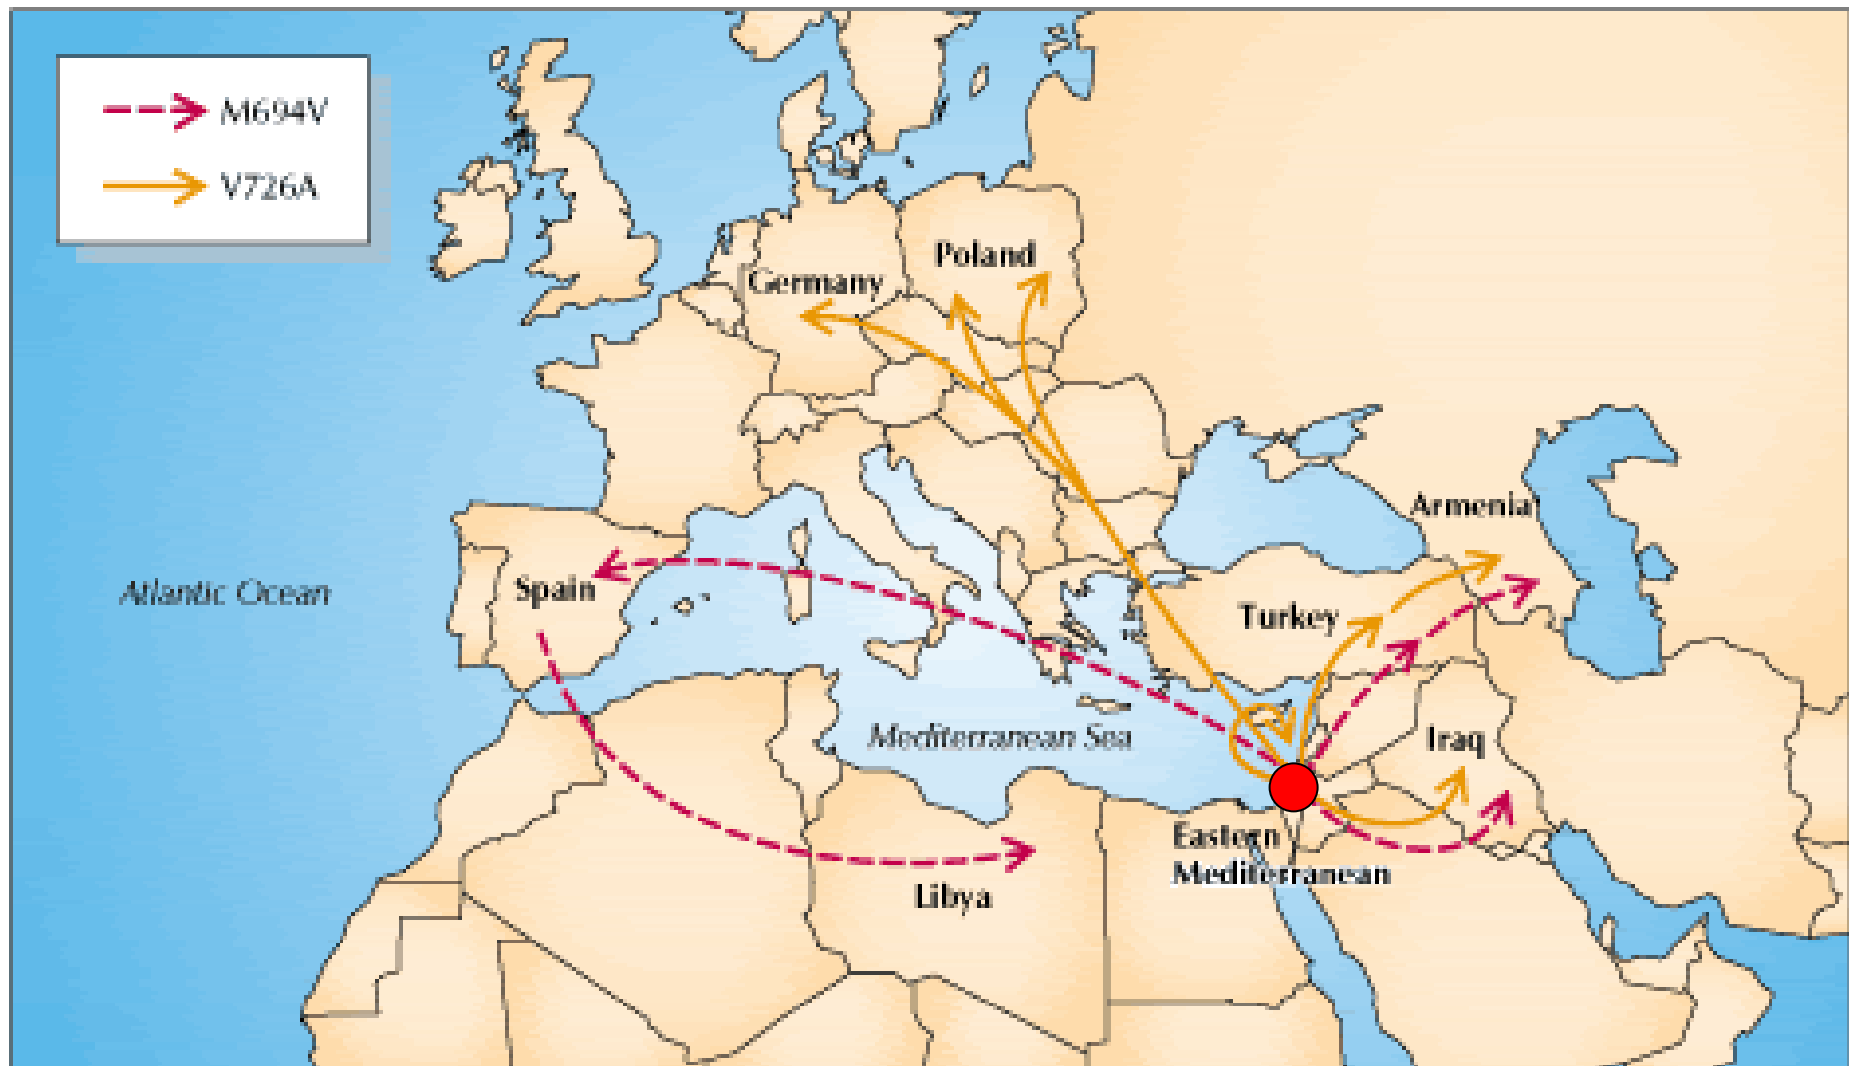 M694V
V726A
Poland
Germany
Armenia
Atlantic Ocean
Spain
Turkey
Mediterranean Sea
Iraq
Eastern
Mediterranean
Libya